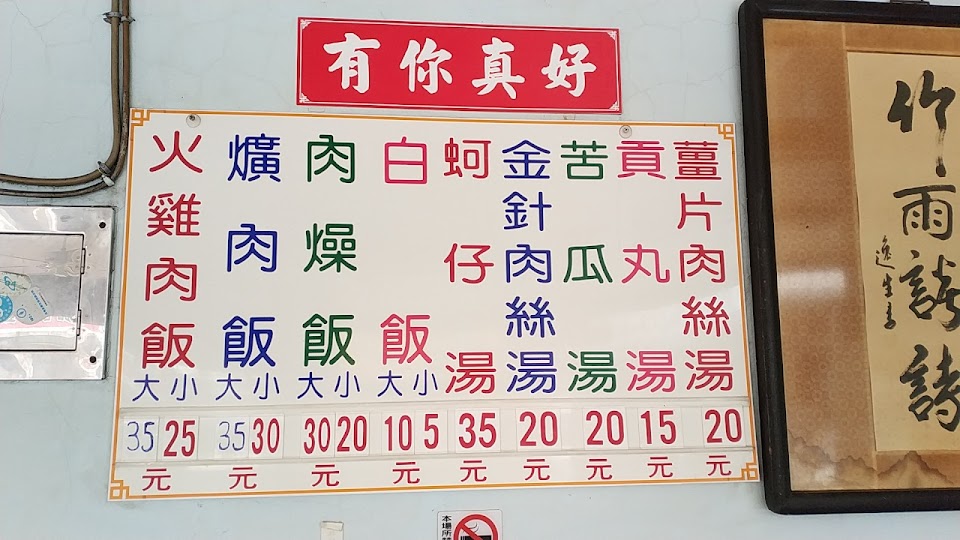 有你真好
火雞肉飯
大 小
35 25
元
爌肉飯
大 小
35 30
元
肉燥飯
大 小
30 20
元
白飯
大 小
10 5
元
蚵仔湯
35
元
金針肉絲湯
20
元
苦瓜湯
20
元
貢丸湯
15
元
薑片肉絲湯
20
元
竹雨